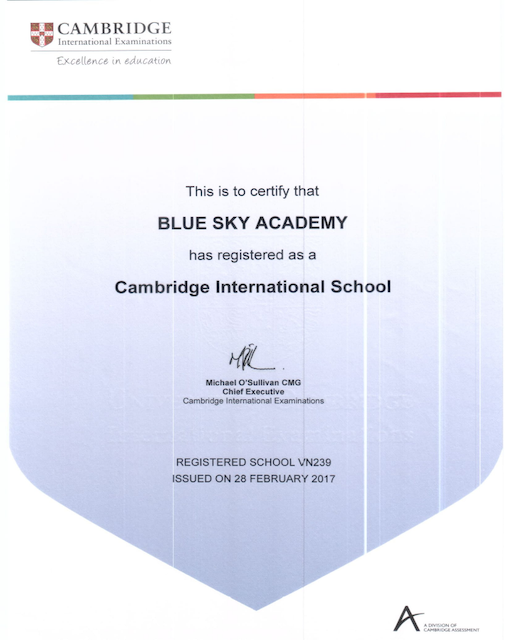 CAMBRIDGE
International Examinations
Excellence in education
This is to certify that
BLUE SKY ACADEMY
has registered as a
Cambridge International School
Michael O'Sullivan CMG
Chief Executive
Cambridge International Examinations
REGISTERED SCHOOL VN239
ISSUED ON 28 FEBRUARY 2017
A DIVISION OF
CAMBRIDGE ASSESSMENT